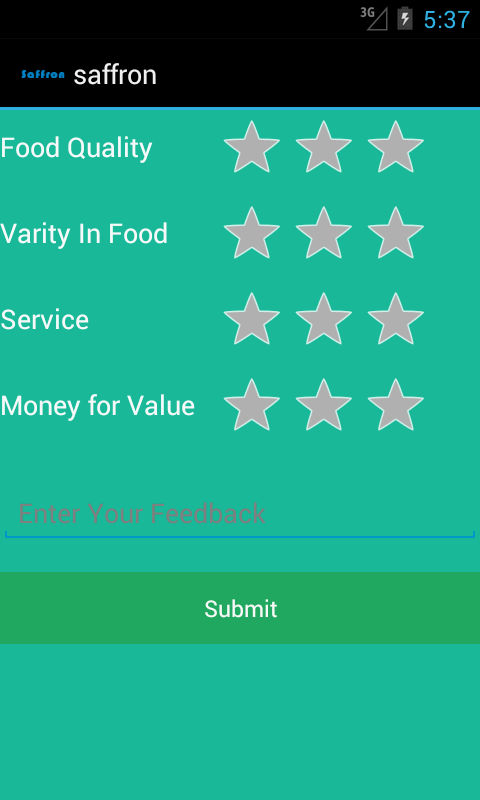 3G 5:37
Saffron saffron
Food Quality
Varity In Food
Service
Money for Value
Enter Your Feedback
Submit